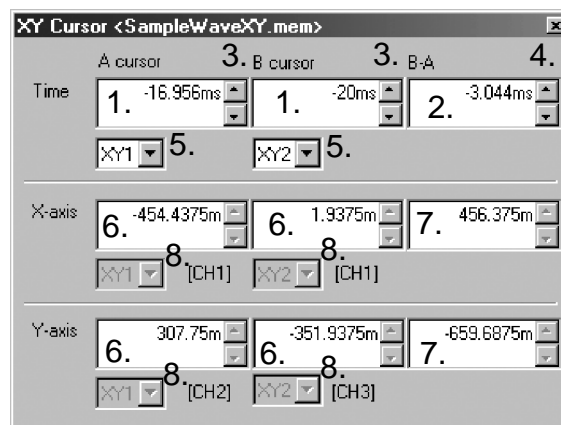 XY Cursor <SampleWaveXY.mem>
A cursor 3. B cursor 3. B-A 4.
Time 1. -16.956ms 1. -20ms 2. -3.044ms
XY1 5. XY2 5.
X-axis 6. -454.4375m 6. 1.9375m 7. 456.375m
XY1 8. [CH1] XY2 8. [CH1]
Y-axis 6. 307.75m 6. -351.9375m 7. -659.6875m
XY1 8. [CH2] XY2 8. [CH3]